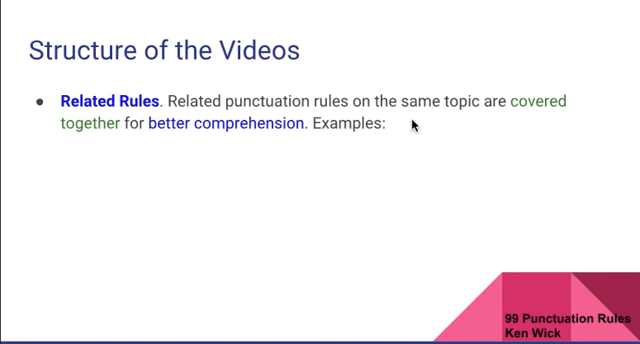 Structure of the Videos
● Related Rules. Related punctuation rules on the same topic are covered
together for better comprehension. Examples:
99 Punctuation Rules
Ken Wick